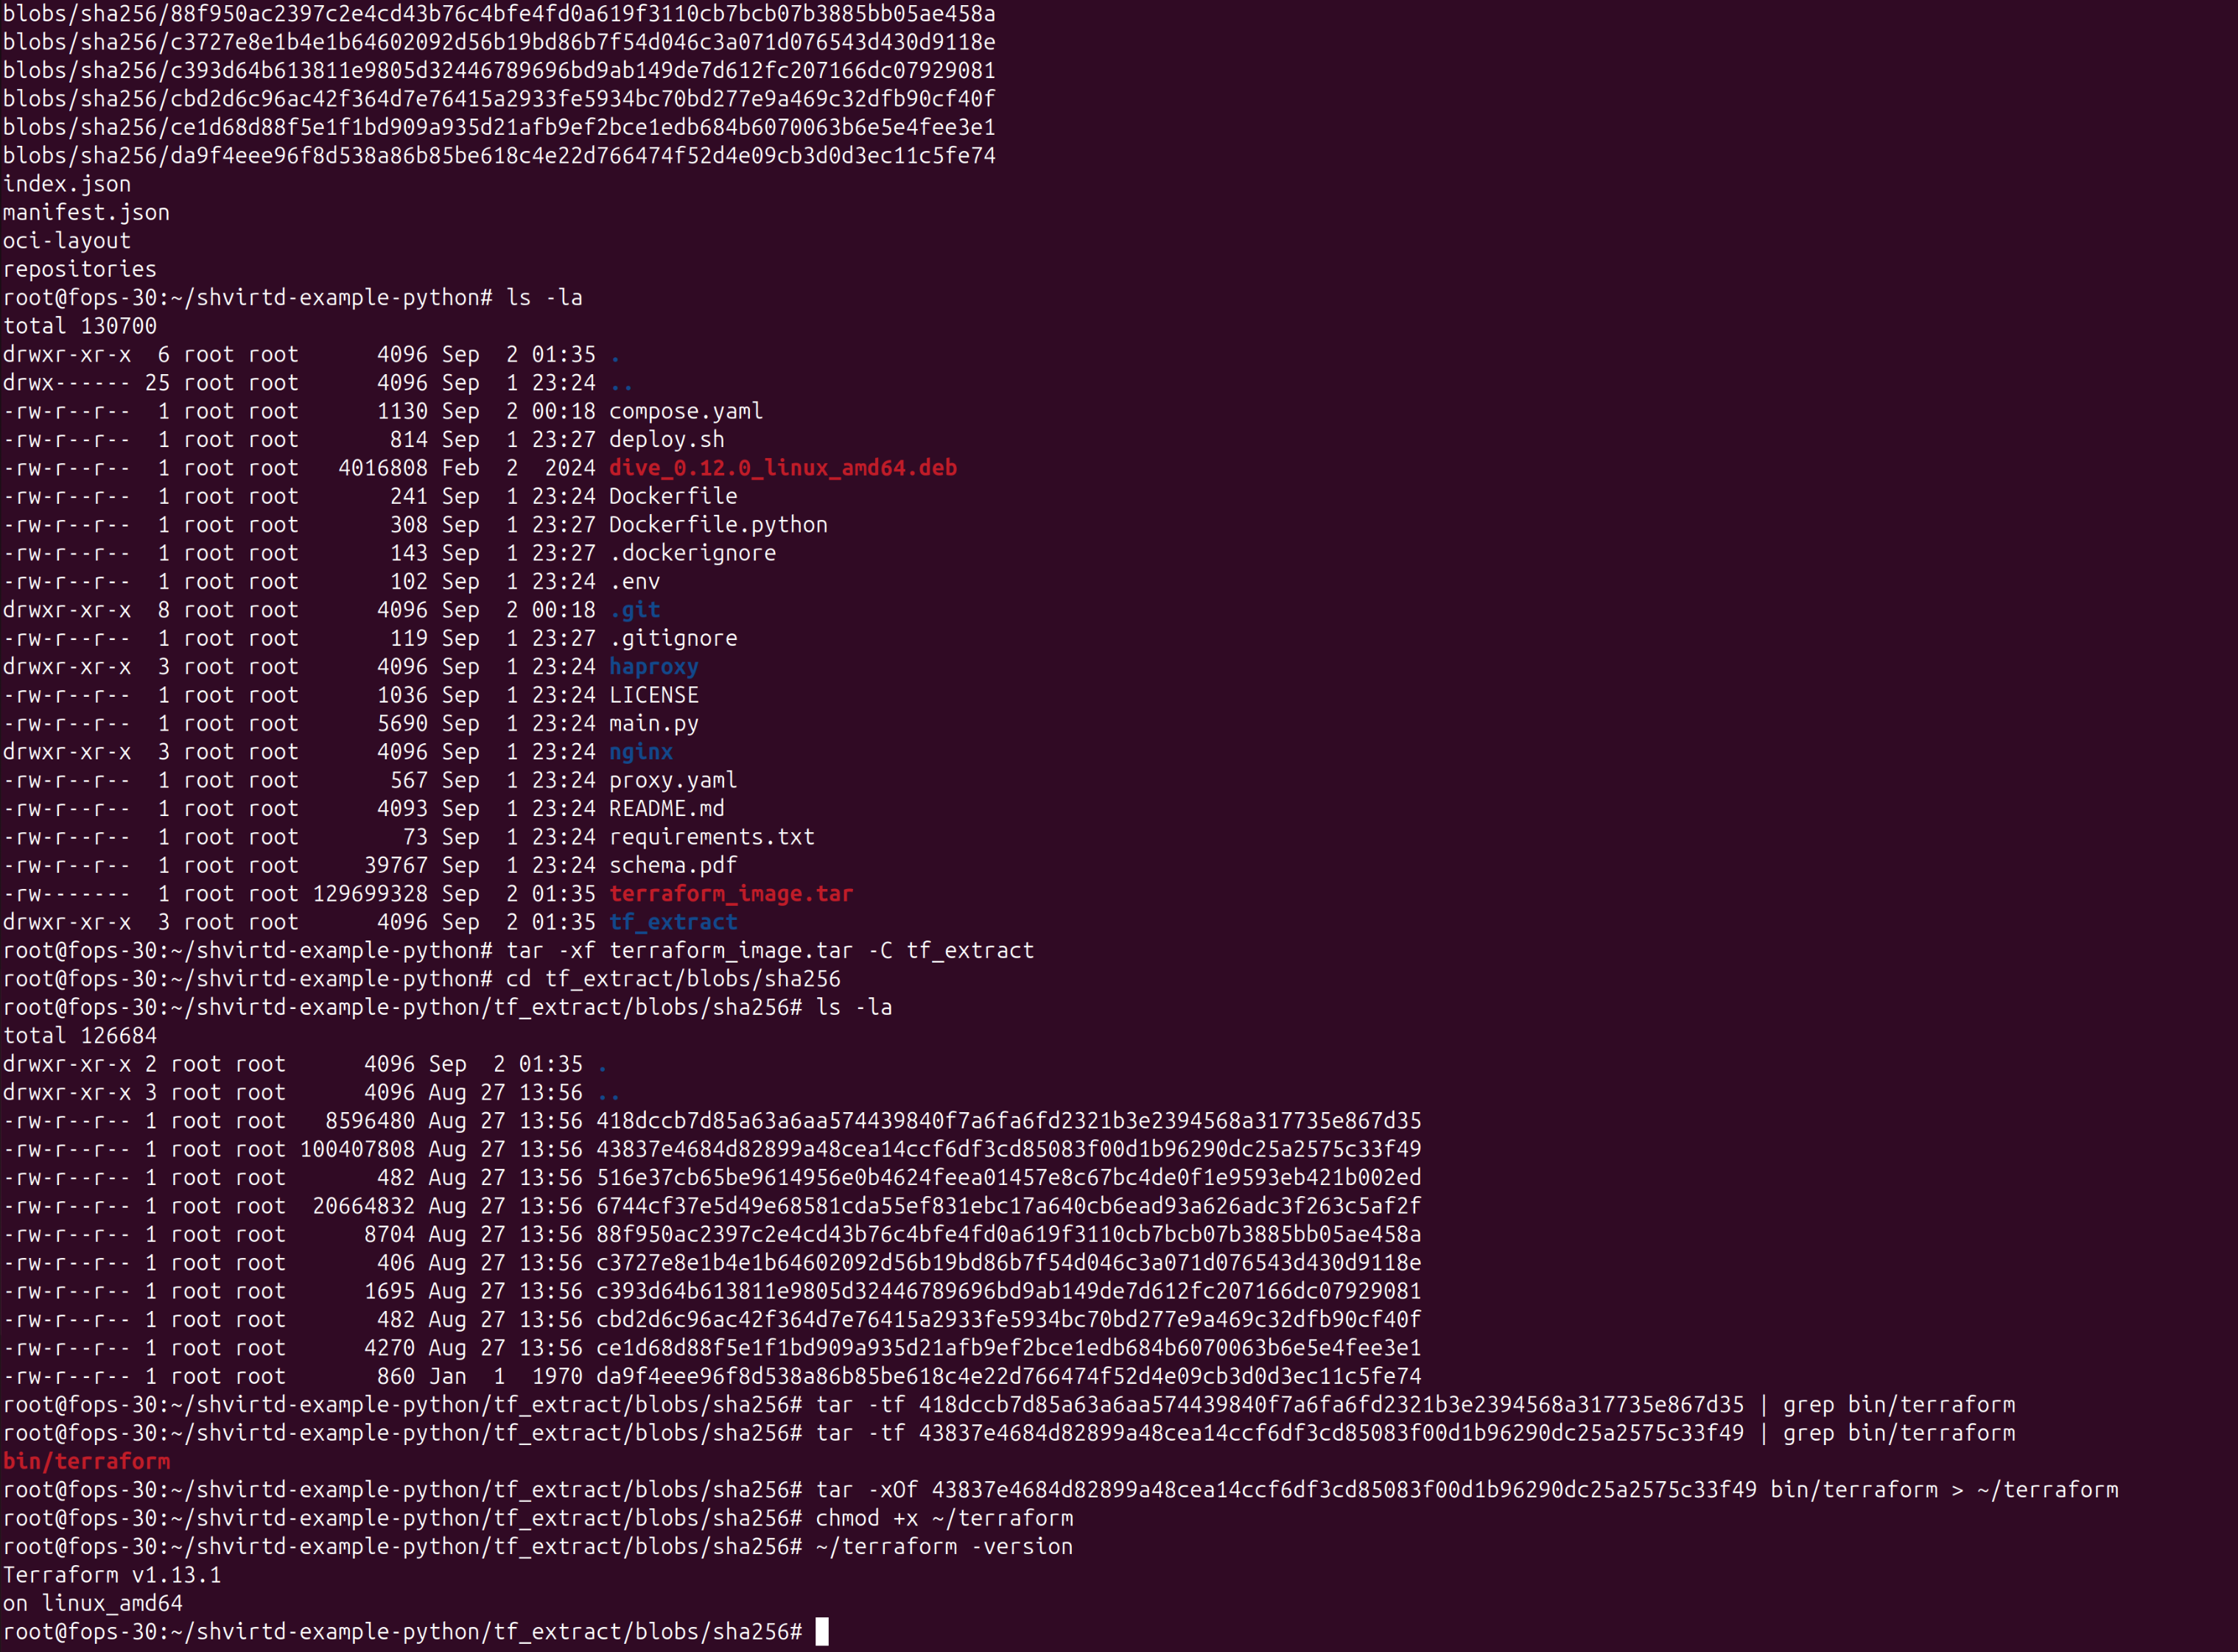 blobs/sha256/88f950ac2397c2e4cd43b76c4bfe4fd0a619f3110cb7bcb07b3885bb05ae458a
blobs/sha256/c3727e8e1b4e1b64602092d56b19bd86b7f54d046c3a071d076543d430d9118e
blobs/sha256/c393d64b613811e9805d32446789696bd9ab149de7d612fc207166dc07929081
blobs/sha256/cbd2d6c96ac42f364d7e76415a2933fe5934bc70bd277e9a469c32dfb90cf40f
blobs/sha256/ce1d68d88f5e1f1bd909a935d21afb9ef2bce1edb684b6070063b6e5e4fee3e1
blobs/sha256/da9f4eee96f8d538a86b85be618c4e22d766474f52d4e09cb3d0d3ec11c5fe74
index.json
manifest.json
oci-layout
repositories
root@fops-30:~/shvirtd-example-python# ls -la
total 130700
drwxr-xr-x  6 root root      4096 Sep  2 01:35 .
drwx------ 25 root root      4096 Sep  1 23:24 ..
-rw-r--r--  1 root root      1130 Sep  2 00:18 compose.yaml
-rw-r--r--  1 root root       814 Sep  1 23:27 deploy.sh
-rw-r--r--  1 root root   4016808 Feb  2  2024 dive_0.12.0_linux_amd64.deb
-rw-r--r--  1 root root       241 Sep  1 23:24 Dockerfile
-rw-r--r--  1 root root       308 Sep  1 23:27 Dockerfile.python
-rw-r--r--  1 root root       143 Sep  1 23:27 .dockerignore
-rw-r--r--  1 root root       102 Sep  1 23:24 .env
drwxr-xr-x  8 root root      4096 Sep  2 00:18 .git
-rw-r--r--  1 root root       119 Sep  1 23:27 .gitignore
drwxr-xr-x  3 root root      4096 Sep  1 23:24 haproxy
-rw-r--r--  1 root root      1036 Sep  1 23:24 LICENSE
-rw-r--r--  1 root root      5690 Sep  1 23:24 main.py
drwxr-xr-x  3 root root      4096 Sep  1 23:24 nginx
-rw-r--r--  1 root root       567 Sep  1 23:24 proxy.yaml
-rw-r--r--  1 root root      4093 Sep  1 23:24 README.md
-rw-r--r--  1 root root        73 Sep  1 23:24 requirements.txt
-rw-r--r--  1 root root     39767 Sep  1 23:24 schema.pdf
-rw-------  1 root root 129699328 Sep  2 01:35 terraform_image.tar
drwxr-xr-x  3 root root      4096 Sep  2 01:35 tf_extract
root@fops-30:~/shvirtd-example-python# tar -xf terraform_image.tar -C tf_extract
root@fops-30:~/shvirtd-example-python# cd tf_extract/blobs/sha256
root@fops-30:~/shvirtd-example-python/tf_extract/blobs/sha256# ls -la
total 126684
drwxr-xr-x 2 root root      4096 Sep  2 01:35 .
drwxr-xr-x 3 root root      4096 Aug 27 13:56 ..
-rw-r--r-- 1 root root   8596480 Aug 27 13:56 418dccb7d85a63a6aa574439840f7a6fa6fd2321b3e2394568a317735e867d35
-rw-r--r-- 1 root root 100407808 Aug 27 13:56 43837e4684d82899a48cea14ccf6df3cd85083f00d1b96290dc25a2575c33f49
-rw-r--r-- 1 root root       482 Aug 27 13:56 516e37cb65be9614956e0b4624feea01457e8c67bc4de0f1e9593eb421b002ed
-rw-r--r-- 1 root root  20664832 Aug 27 13:56 6744cf37e5d49e68581cda55ef831ebc17a640cb6ead93a626adc3f263c5af2f
-rw-r--r-- 1 root root      8704 Aug 27 13:56 88f950ac2397c2e4cd43b76c4bfe4fd0a619f3110cb7bcb07b3885bb05ae458a
-rw-r--r-- 1 root root       406 Aug 27 13:56 c3727e8e1b4e1b64602092d56b19bd86b7f54d046c3a071d076543d430d9118e
-rw-r--r-- 1 root root      1695 Aug 27 13:56 c393d64b613811e9805d32446789696bd9ab149de7d612fc207166dc07929081
-rw-r--r-- 1 root root       482 Aug 27 13:56 cbd2d6c96ac42f364d7e76415a2933fe5934bc70bd277e9a469c32dfb90cf40f
-rw-r--r-- 1 root root      4270 Aug 27 13:56 ce1d68d88f5e1f1bd909a935d21afb9ef2bce1edb684b6070063b6e5e4fee3e1
-rw-r--r-- 1 root root       860 Jan  1  1970 da9f4eee96f8d538a86b85be618c4e22d766474f52d4e09cb3d0d3ec11c5fe74
root@fops-30:~/shvirtd-example-python/tf_extract/blobs/sha256# tar -tf 418dccb7d85a63a6aa574439840f7a6fa6fd2321b3e2394568a317735e867d35 | grep bin/terraform
root@fops-30:~/shvirtd-example-python/tf_extract/blobs/sha256# tar -tf 43837e4684d82899a48cea14ccf6df3cd85083f00d1b96290dc25a2575c33f49 | grep bin/terraform
bin/terraform
root@fops-30:~/shvirtd-example-python/tf_extract/blobs/sha256# tar -xOf 43837e4684d82899a48cea14ccf6df3cd85083f00d1b96290dc25a2575c33f49 bin/terraform > ~/terraform
root@fops-30:~/shvirtd-example-python/tf_extract/blobs/sha256# chmod +x ~/terraform
root@fops-30:~/shvirtd-example-python/tf_extract/blobs/sha256# ~/terraform -version
Terraform v1.13.1
on linux_amd64
root@fops-30:~/shvirtd-example-python/tf_extract/blobs/sha256#